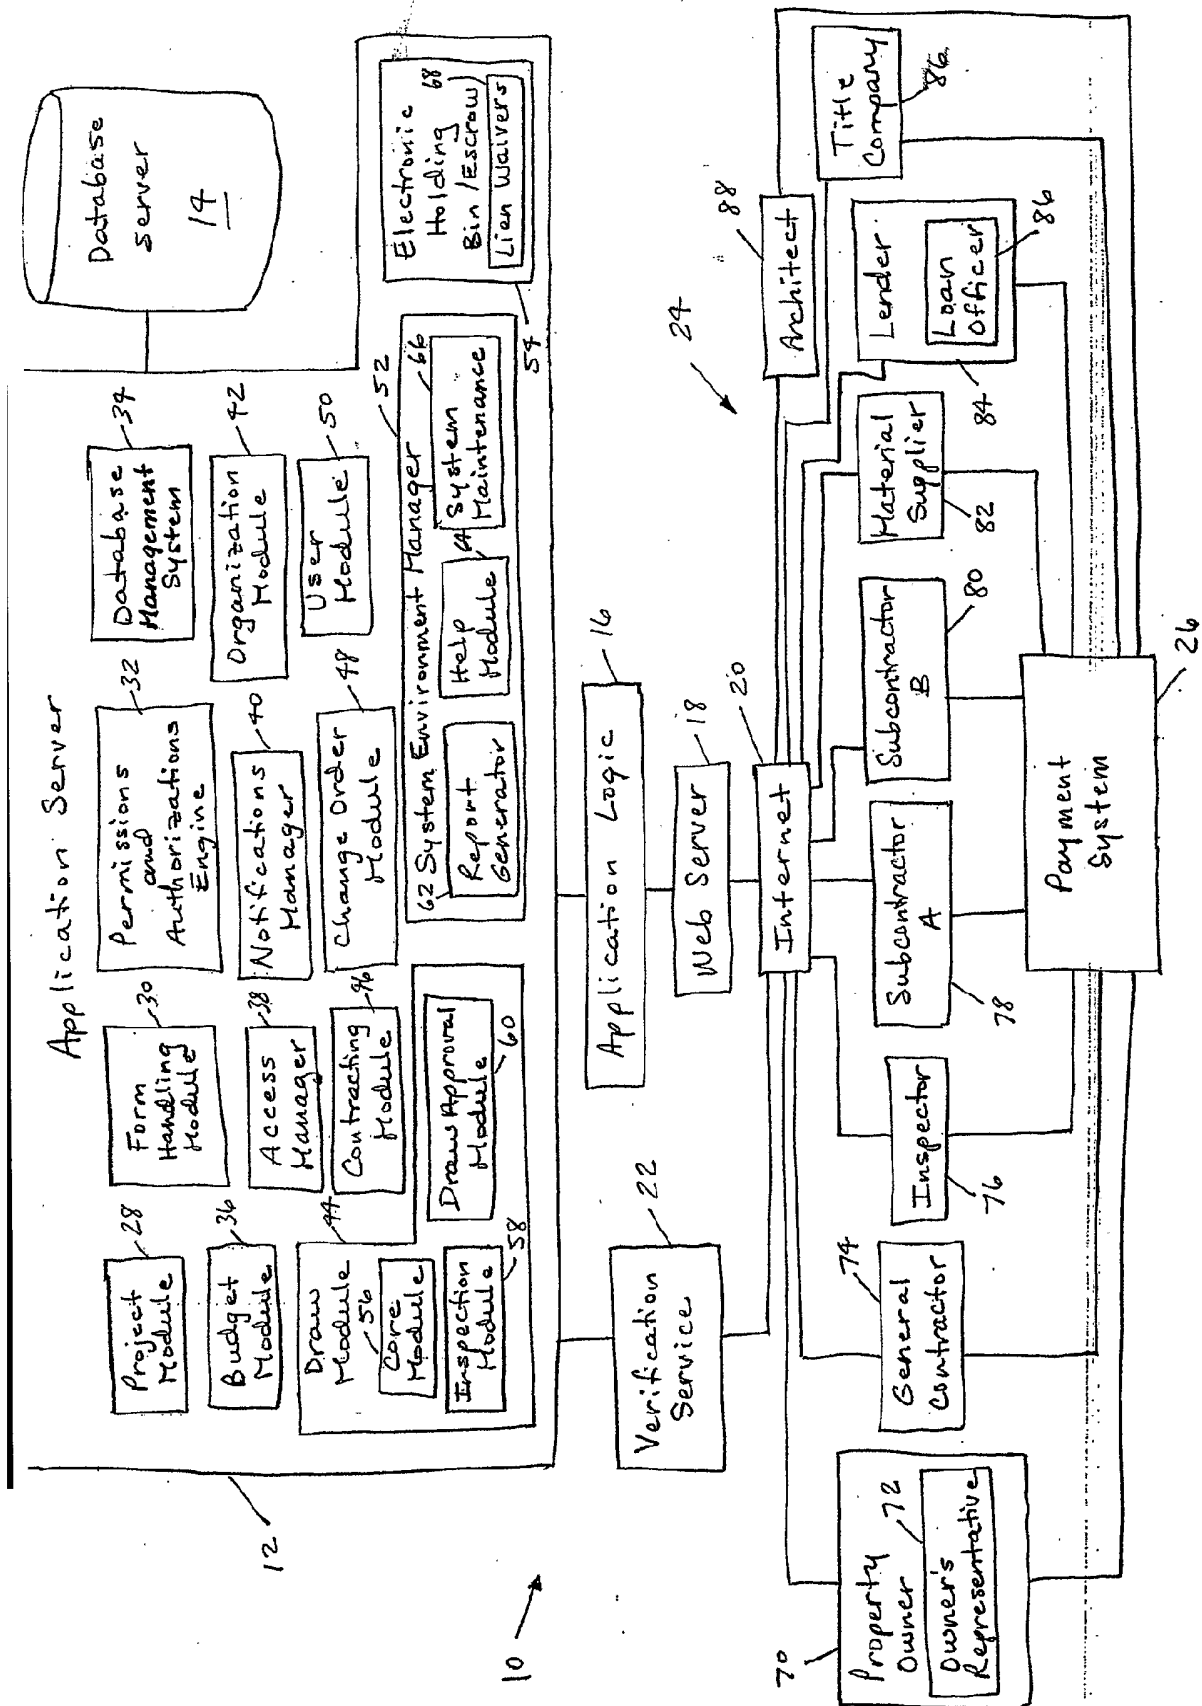 Application Server
Database
server
14
Project
Module
28
Form
Handling
Module
30
Permissions
and
Authorizations
Engine
32
Database
Management
System
34
Budget
Module
36
Access
Manager
38
Notifications
Manager
40
Organization
Module
42
Draw
Module
44
56
Core
Module
Inspection
Module
58
Contracting
Module
46
Draw Approval
Module
60
Change Order
Module
48
User
Module
50
62 System Environment Manager
66
52
Report
Generator
Help
Module
64
System
Maintenance
Electronic
Holding
Bin/Escrow
68
Lien Waivers
54
12
10
Verification
Service
22
Application Logic
16
Web Server
18
Internet
20
24
Architect
88
70
Property
Owner
72
Owner's
Representative
General
Contractor
74
Inspector
76
Subcontractor
A
78
Subcontractor
B
80
Material
Supplier
82
Lender
Loan
Officer
84
86
Title
Company
86
Payment
System
26